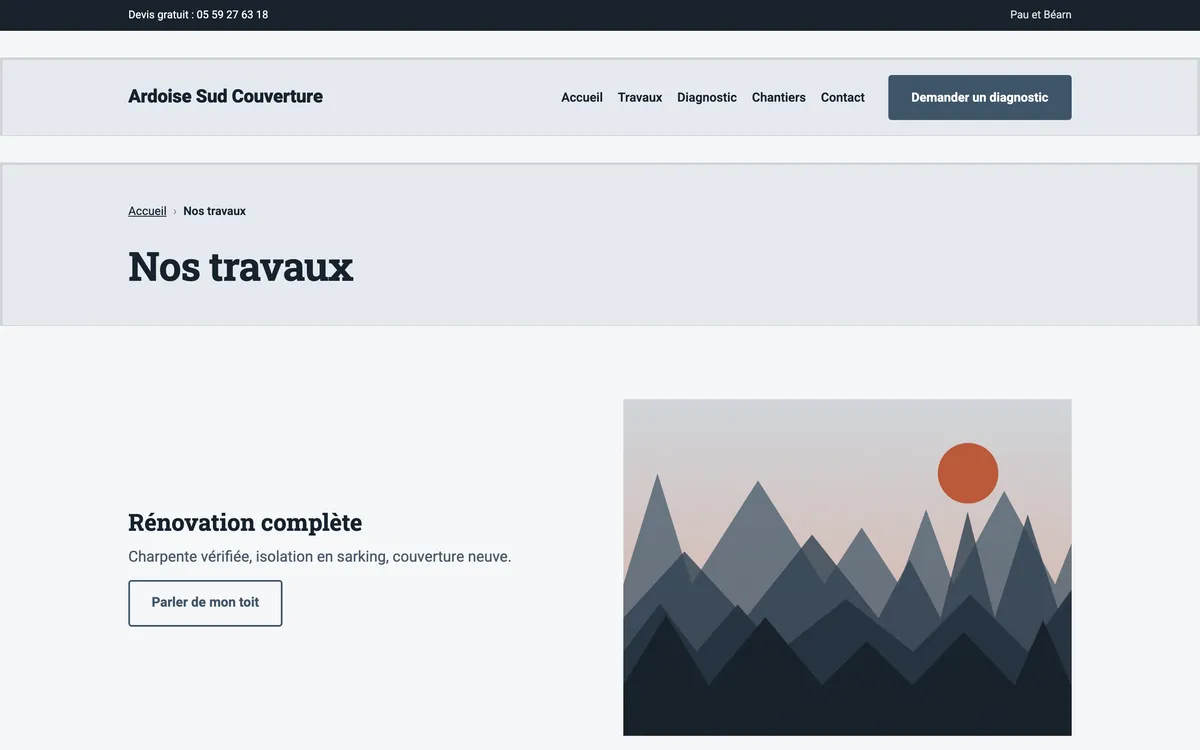 Devis gratuit : 05 59 27 63 18
Pau et Béarn
Ardoise Sud Couverture
Accueil
Travaux
Diagnostic
Chantiers
Contact
Demander un diagnostic
Accueil › Nos travaux
Nos travaux
Rénovation complète
Charpente vérifiée, isolation en sarking, couverture neuve.
Parler de mon toit